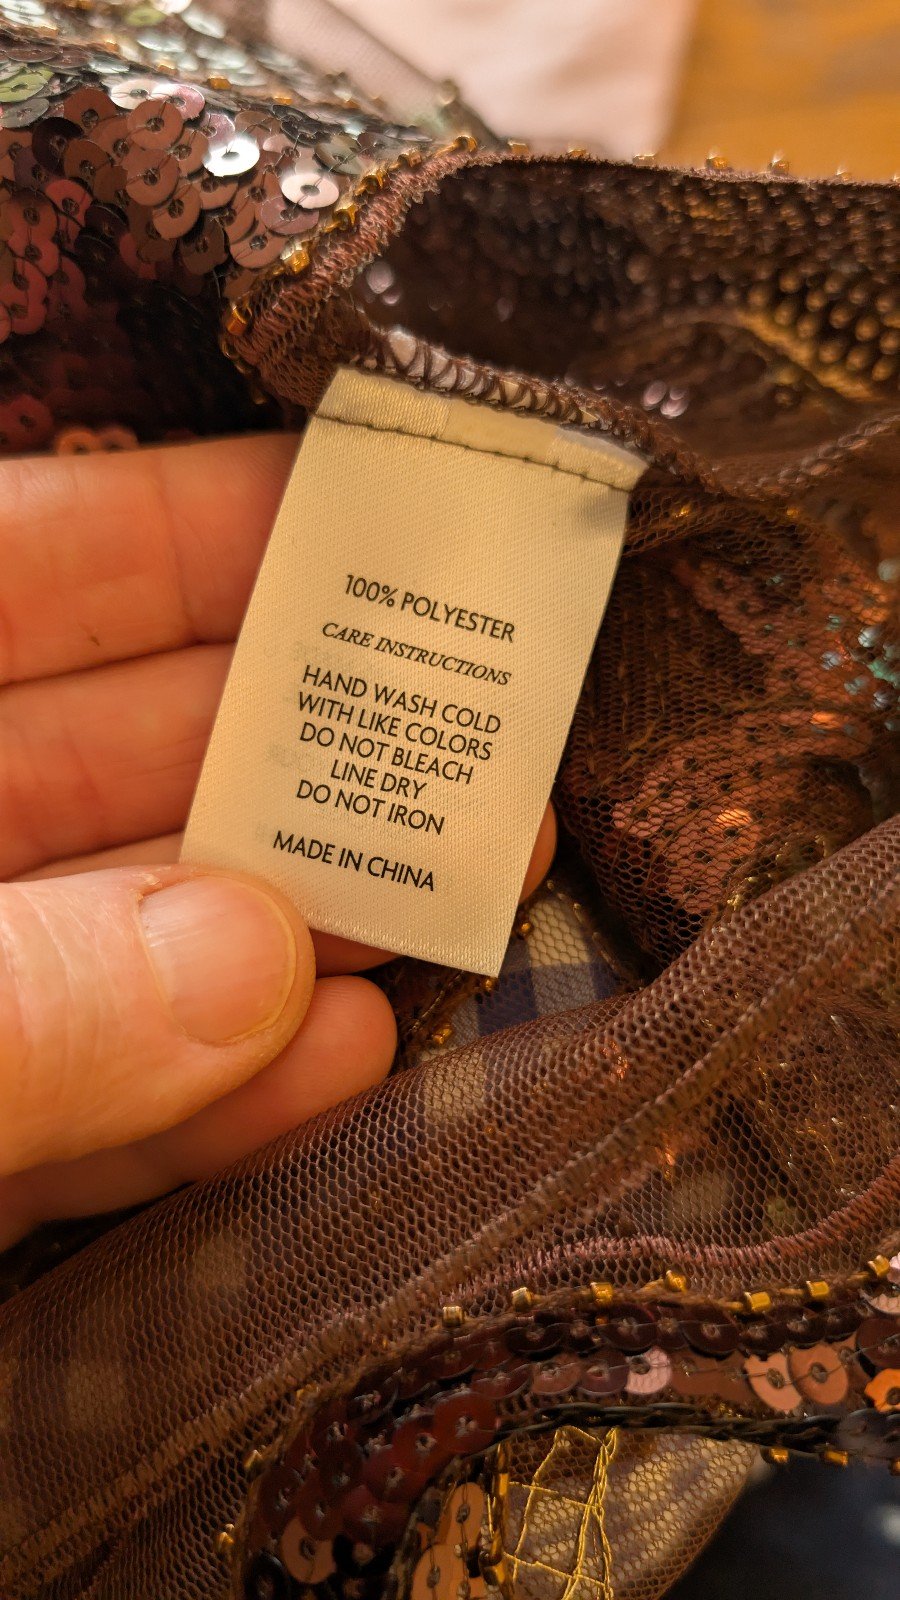 100% POLYESTER
CARE INSTRUCTIONS
HAND WASH COLD
WITH LIKE COLORS
DO NOT BLEACH
LINE DRY
DO NOT IRON
MADE IN CHINA